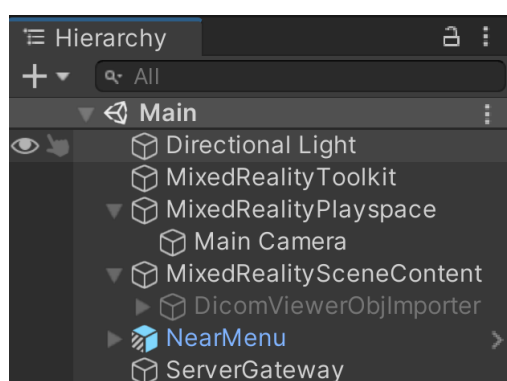 Hierarchy
All
Main
Directional Light
MixedRealityToolkit
MixedRealityPlayspace
Main Camera
MixedRealitySceneContent
DicomViewerObjImporter
NearMenu
ServerGateway